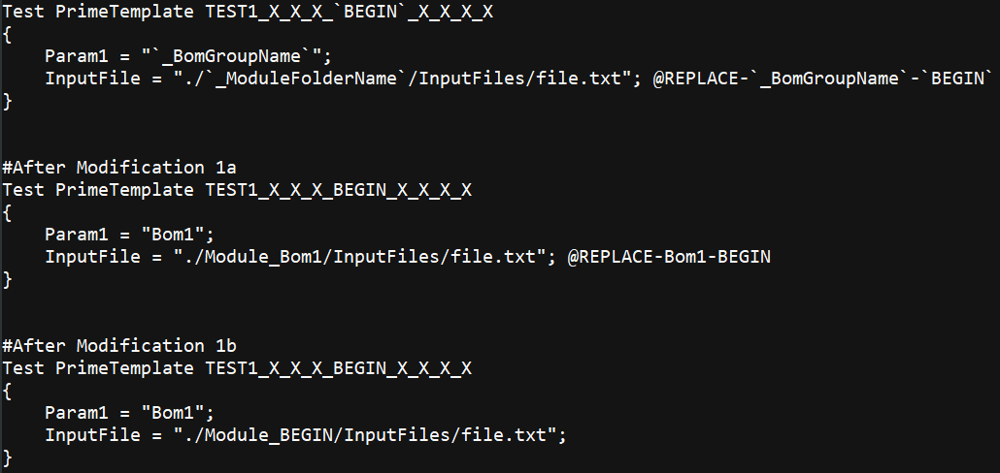 Test PrimeTemplate TEST1_X_X_X_`BEGIN`_X_X_X_X
{
    Param1 = "`_BomGroupName`";
    InputFile = "./`_ModuleFolderName`/InputFiles/file.txt"; @REPLACE-`_BomGroupName`-`BEGIN`
}
#After Modification 1a
Test PrimeTemplate TEST1_X_X_X_BEGIN_X_X_X_X
{
    Param1 = "Bom1";
    InputFile = "./Module_Bom1/InputFiles/file.txt"; @REPLACE-Bom1-BEGIN
}
#After Modification 1b
Test PrimeTemplate TEST1_X_X_X_BEGIN_X_X_X_X
{
    Param1 = "Bom1";
    InputFile = "./Module_BEGIN/InputFiles/file.txt";
}